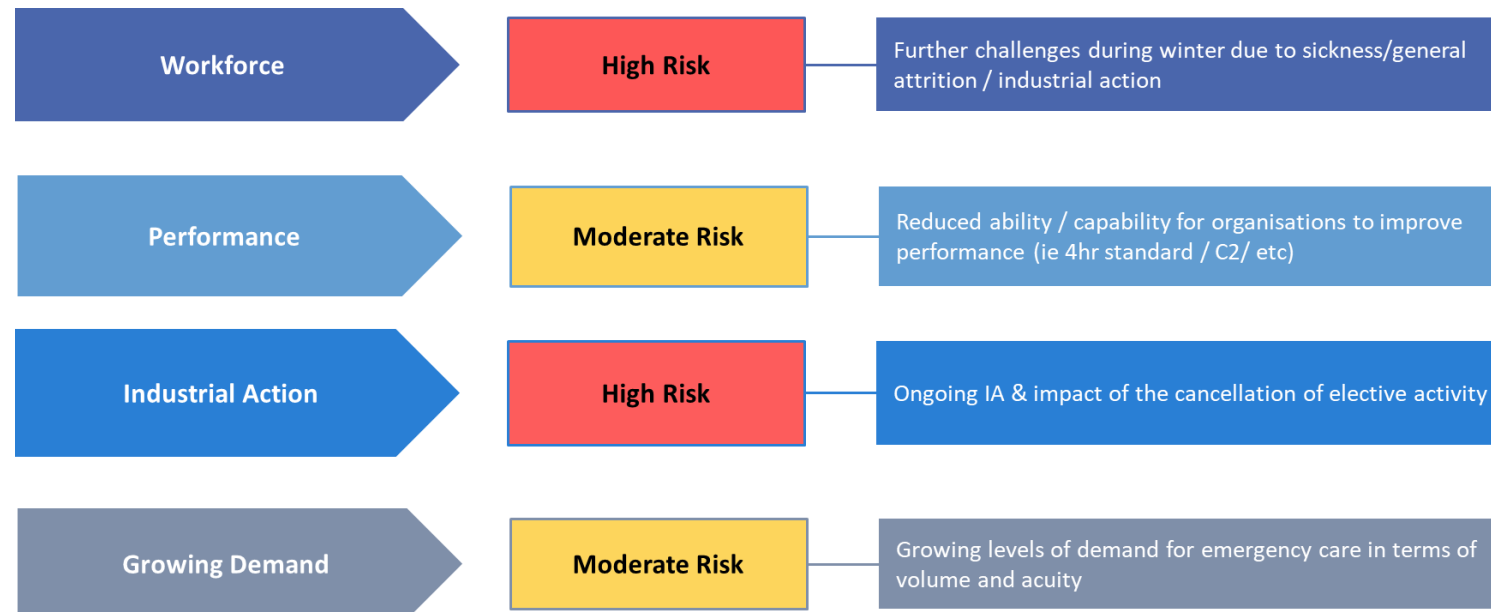 Workforce
High Risk
Further challenges during winter due to sickness/general
attrition / industrial action
Performance
Moderate Risk
Reduced ability / capability for organisations to improve
performance (ie 4hr standard / C2/ etc)
Industrial Action
High Risk
Ongoing IA & impact of the cancellation of elective activity
Growing Demand
Moderate Risk
Growing levels of demand for emergency care in terms of
volume and acuity